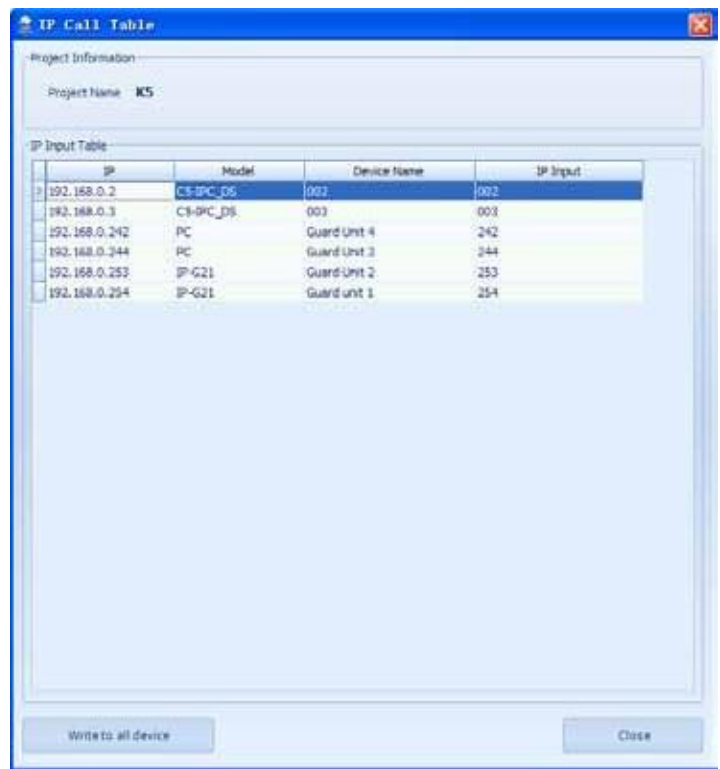 IP Call Table
Project Information
Project Name K5
IP Input Table
IP Model Device Name IP Input
192.168.0.2 CS-IPC_DS 002 002
192.168.0.3 CS-IPC_DS 003 003
192.168.0.242 PC Guard Unit 4 242
192.168.0.244 PC Guard Unit 3 244
192.168.0.253 IP-G21 Guard Unit 2 253
192.168.0.254 IP-G21 Guard unit 1 254
Write to all device Close